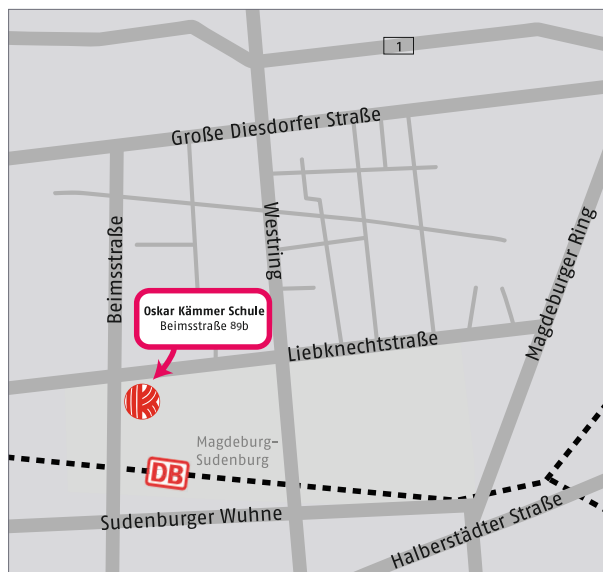 1
Große Diesdorfer Straße
Beimsstraße
Westring
Magdeburger Ring
Oskar Kämmer Schule
Beimsstraße 89b
Liebknechtstraße
Magdeburg-
Sudenburg
DB
Sudenburger Wuhne
Halberstädter Straße